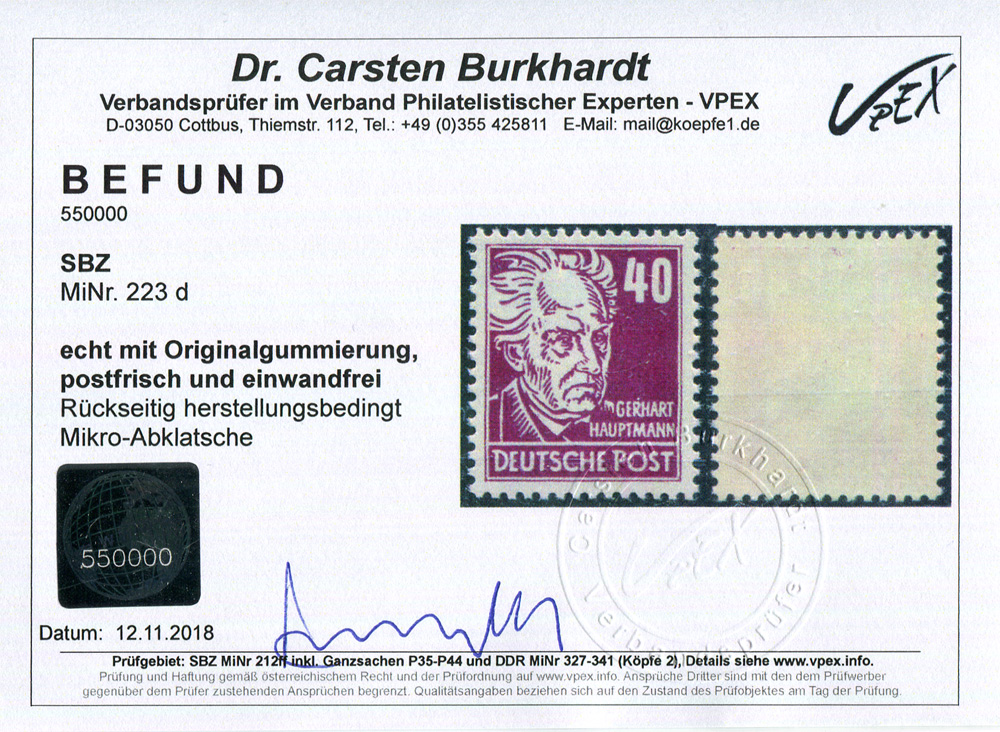 Dr. Carsten Burkhardt
Verbandsprüfer im Verband Philatelistischer Experten - VPEX
D-03050 Cottbus, Thiemstr. 112, Tel.: +49 (0)355 425811 E-Mail: mail@koepfe1.de
VPEX
BEFUND
550000
SBZ
MiNr. 223 d
echt mit Originalgummierung,
postfrisch und einwandfrei
Rückseitig herstellungsbedingt
Mikro-Abklatsche
40
GERHART
HAUPTMANN
DEUTSCHE POST
Carsten Burkhardt
VPEX
Verbandsprüfer
550000
Datum: 12.11.2018
Prüfgebiet: SBZ MiNr 212ff inkl. Ganzsachen P35-P44 und DDR MiNr 327-341 (Köpfe 2), Details siehe www.vpex.info.
Prüfung und Haftung gemäß österreichischem Recht und der Prüfordnung auf www.vpex.info. Ansprüche Dritter sind mit den dem Prüfwerber
gegenüber dem Prüfer zustehenden Ansprüchen begrenzt. Qualitätsangaben beziehen sich auf den Zustand des Prüfobjektes am Tag der Prüfung.